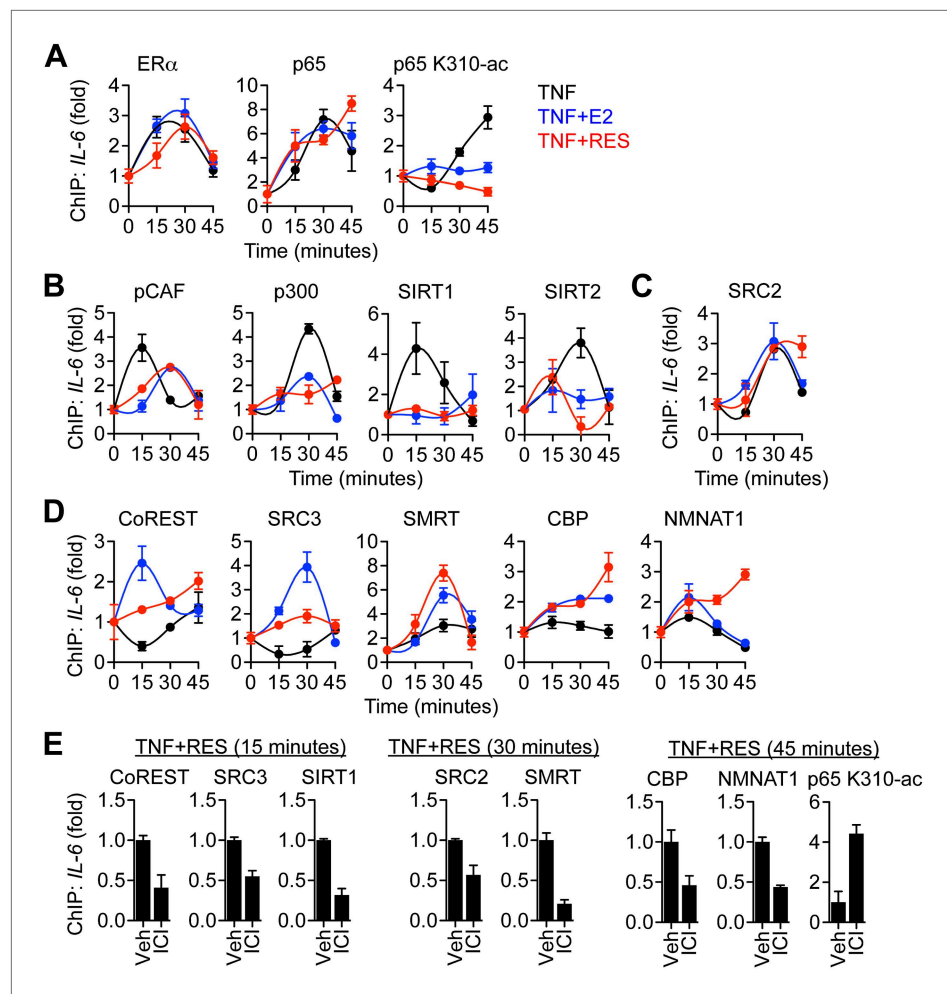 A
ERα
p65
p65 K310-ac
TNF
TNF+E2
TNF+RES
ChIP: IL-6 (fold)
4
3
2
1
0
10
8
6
4
2
0
4
3
2
1
0
0 15 30 45
0 15 30 45
0 15 30 45
Time (minutes)
B
pCAF
p300
SIRT1
SIRT2
ChIP: IL-6 (fold)
5
4
3
2
1
0
5
4
3
2
1
0
6
4
2
0
5
4
3
2
1
0
0 15 30 45
0 15 30 45
0 15 30 45
0 15 30 45
Time (minutes)
C
SRC2
ChIP: IL-6 (fold)
4
3
2
1
0
0 15 30 45
Time (minutes)
D
CoREST
SRC3
SMRT
CBP
NMNAT1
ChIP: IL-6 (fold)
3
2
1
0
5
4
3
2
1
0
10
8
6
4
2
0
4
3
2
1
0
4
3
2
1
0
0 15 30 45
0 15 30 45
0 15 30 45
0 15 30 45
0 15 30 45
Time (minutes)
E
TNF+RES (15 minutes)
TNF+RES (30 minutes)
TNF+RES (45 minutes)
CoREST
SRC3
SIRT1
SRC2
SMRT
CBP
NMNAT1
p65 K310-ac
ChIP: IL-6 (fold)
1.5
1.0
0.5
0.0
1.5
1.0
0.5
0.0
1.5
1.0
0.5
0.0
1.5
1.0
0.5
0.0
1.5
1.0
0.5
0.0
1.5
1.0
0.5
0.0
1.5
1.0
0.5
0.0
6
4
2
0
Veh
ICI
Veh
ICI
Veh
ICI
Veh
ICI
Veh
ICI
Veh
ICI
Veh
ICI
Veh
ICI